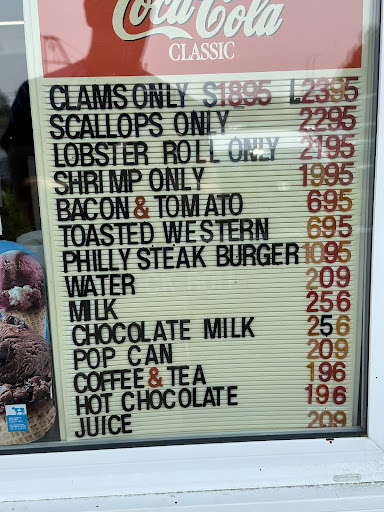 Coca-Cola
CLASSIC
CLAMS ONLY S1895 L2395
SCALLOPS ONLY 2295
LOBSTER ROLL ONLY 2195
SHRIMP ONLY 1995
BACON & TOMATO 695
TOASTED WESTERN 695
PHILLY STEAK BURGER 1095
WATER 209
MILK 256
CHOCOLATE MILK 256
POP CAN 209
COFFEE & TEA 196
HOT CHOCOLATE 196
JUICE 209